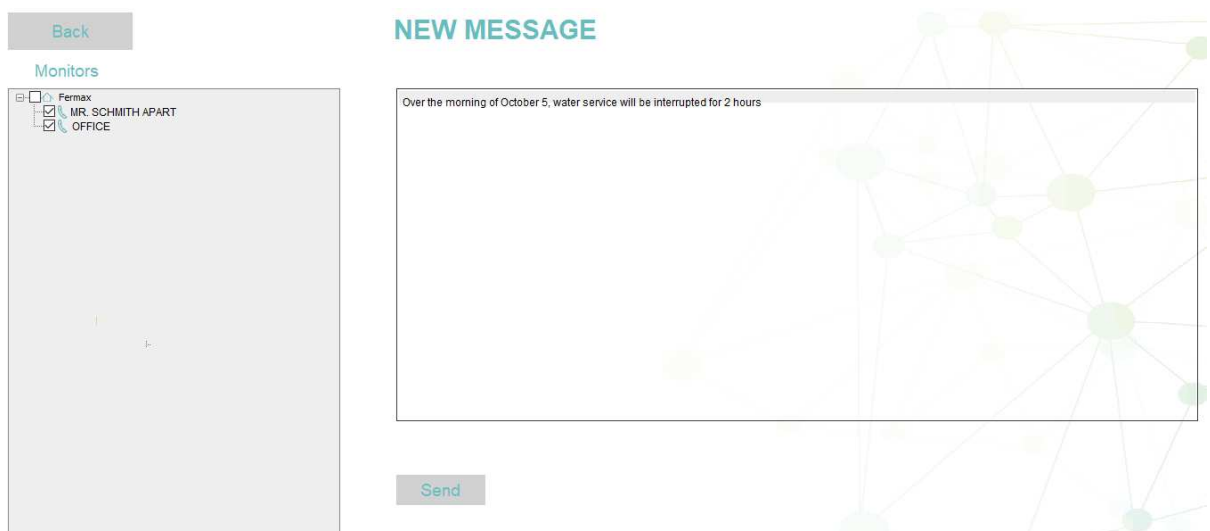 Back
NEW MESSAGE
Monitors
Fermax
MR. SCHMITH APART
OFFICE
Over the morning of October 5, water service will be interrupted for 2 hours
Send